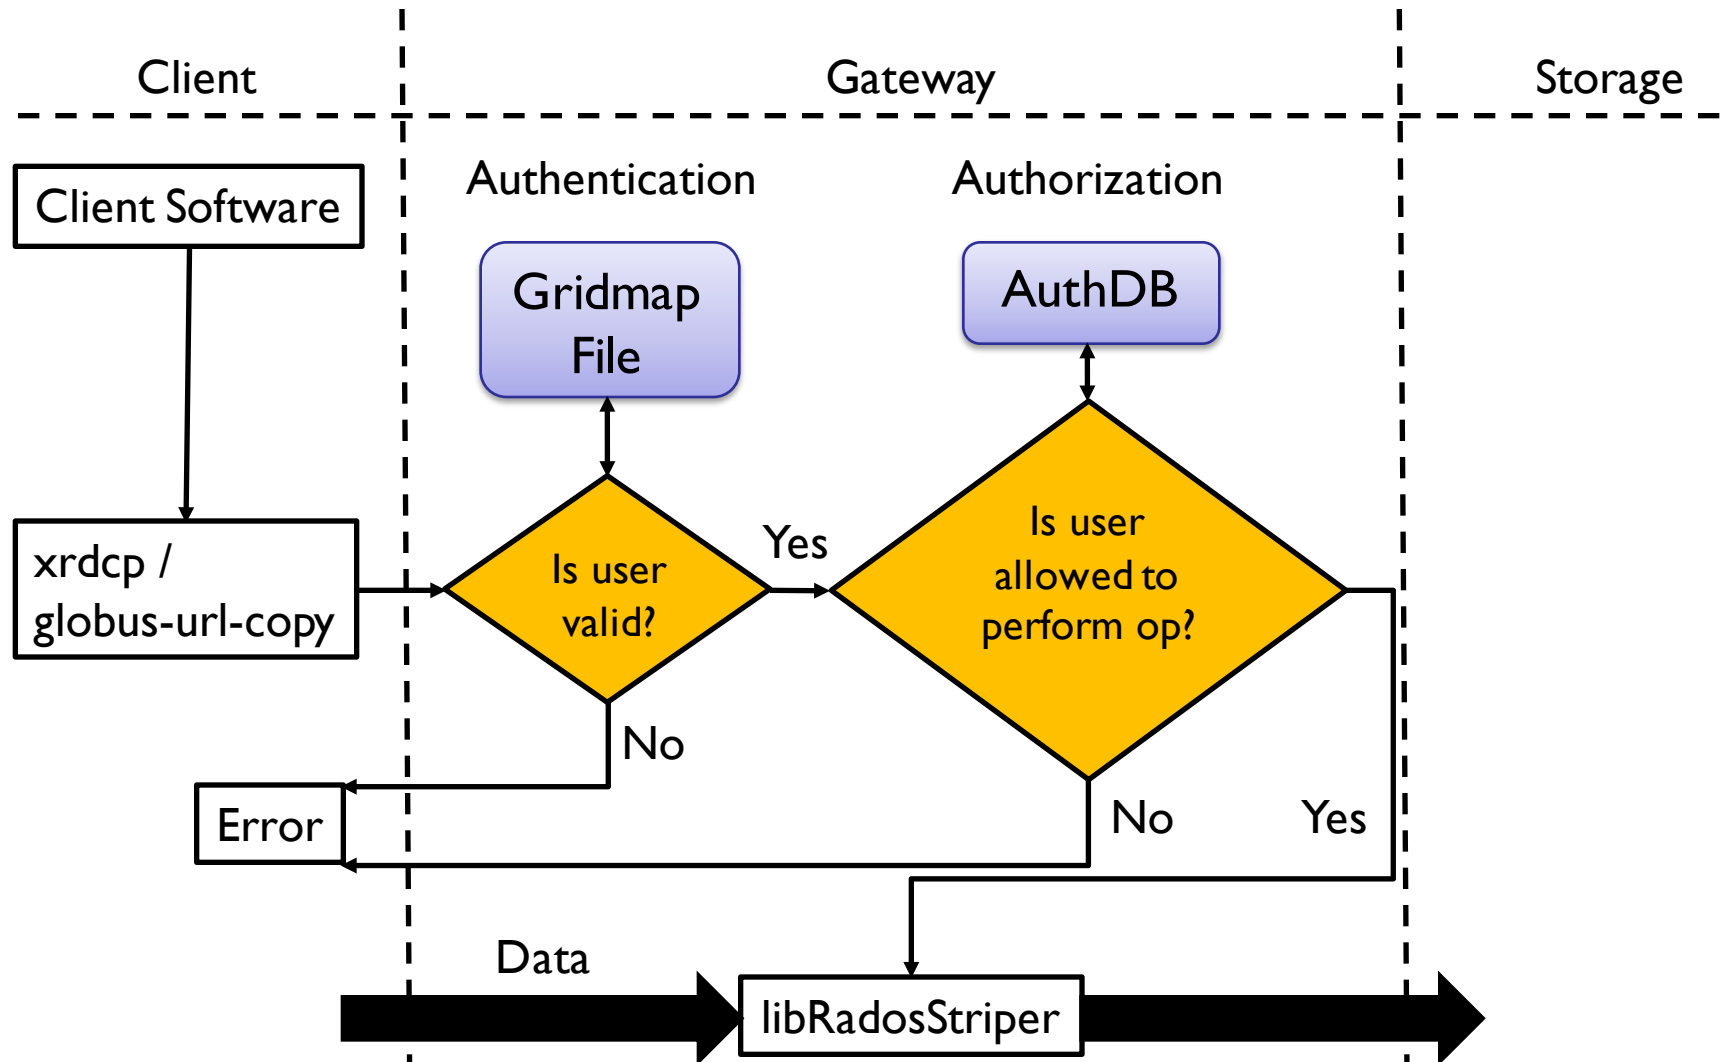 Client
Gateway
Storage
Client Software
Authentication
Authorization
Gridmap
File
AuthDB
xrdcp /
globus-url-copy
Is user
valid?
Yes
Is user
allowed to
perform op?
No
Error
No
Yes
Data
libRadosStriper